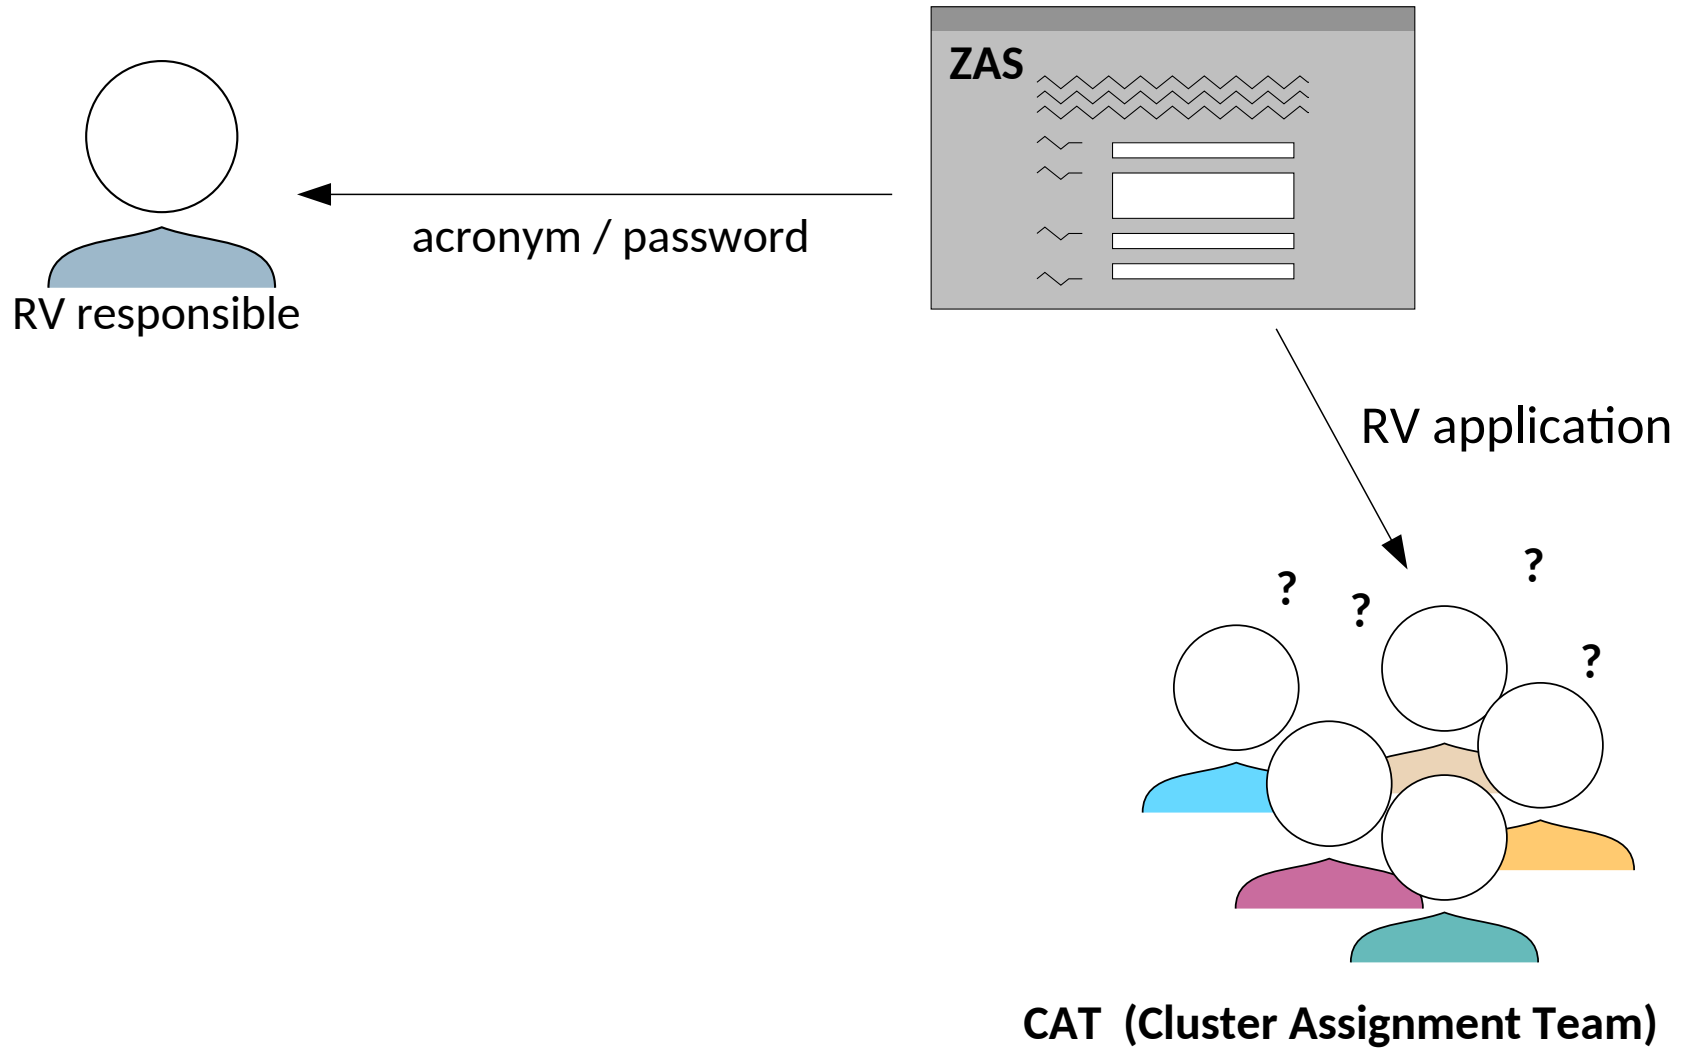 ZAS
acronym / password
RV responsible
RV application
?
?
?
?
CAT (Cluster Assignment Team)